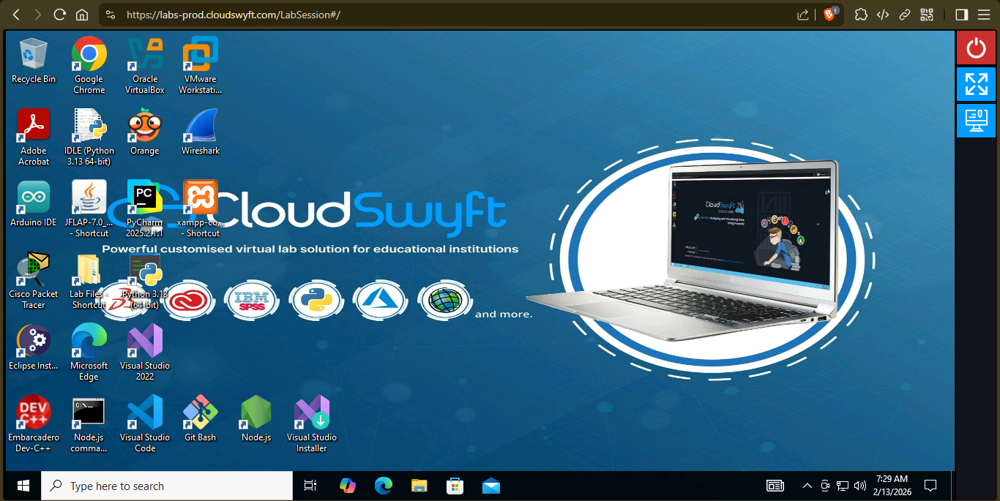 https://labs-prod.cloudswyft.com/LabSession#/
1
Recycle Bin
Google
Chrome
Oracle
VirtualBox
VMware
Workstati...
Adobe
Acrobat
IDLE (Python
3.13 64-bit)
Orange
Wireshark
Arduino IDE
JFLAP-7.0_...
- Shortcut
PC
PyCharm
2025.2.1.1
xampp-co...
- Shortcut
CloudSwyft
Powerful customised virtual lab solution for educational institutions
Cisco Packet
Tracer
Lab Files -
Shortcut
Python 3.13
(64-bit)
IBM
SPSS
and more.
CloudSwyft
Eclipse Inst...
Microsoft
Edge
Visual Studio
2022
DEV
C++
Embarcadero
Dev-C++
C:\_
Node.js
comma...
Visual Studio
Code
Git Bash
Node.js
Visual Studio
Installer
Type here to search
7:29 AM
2/13/2026